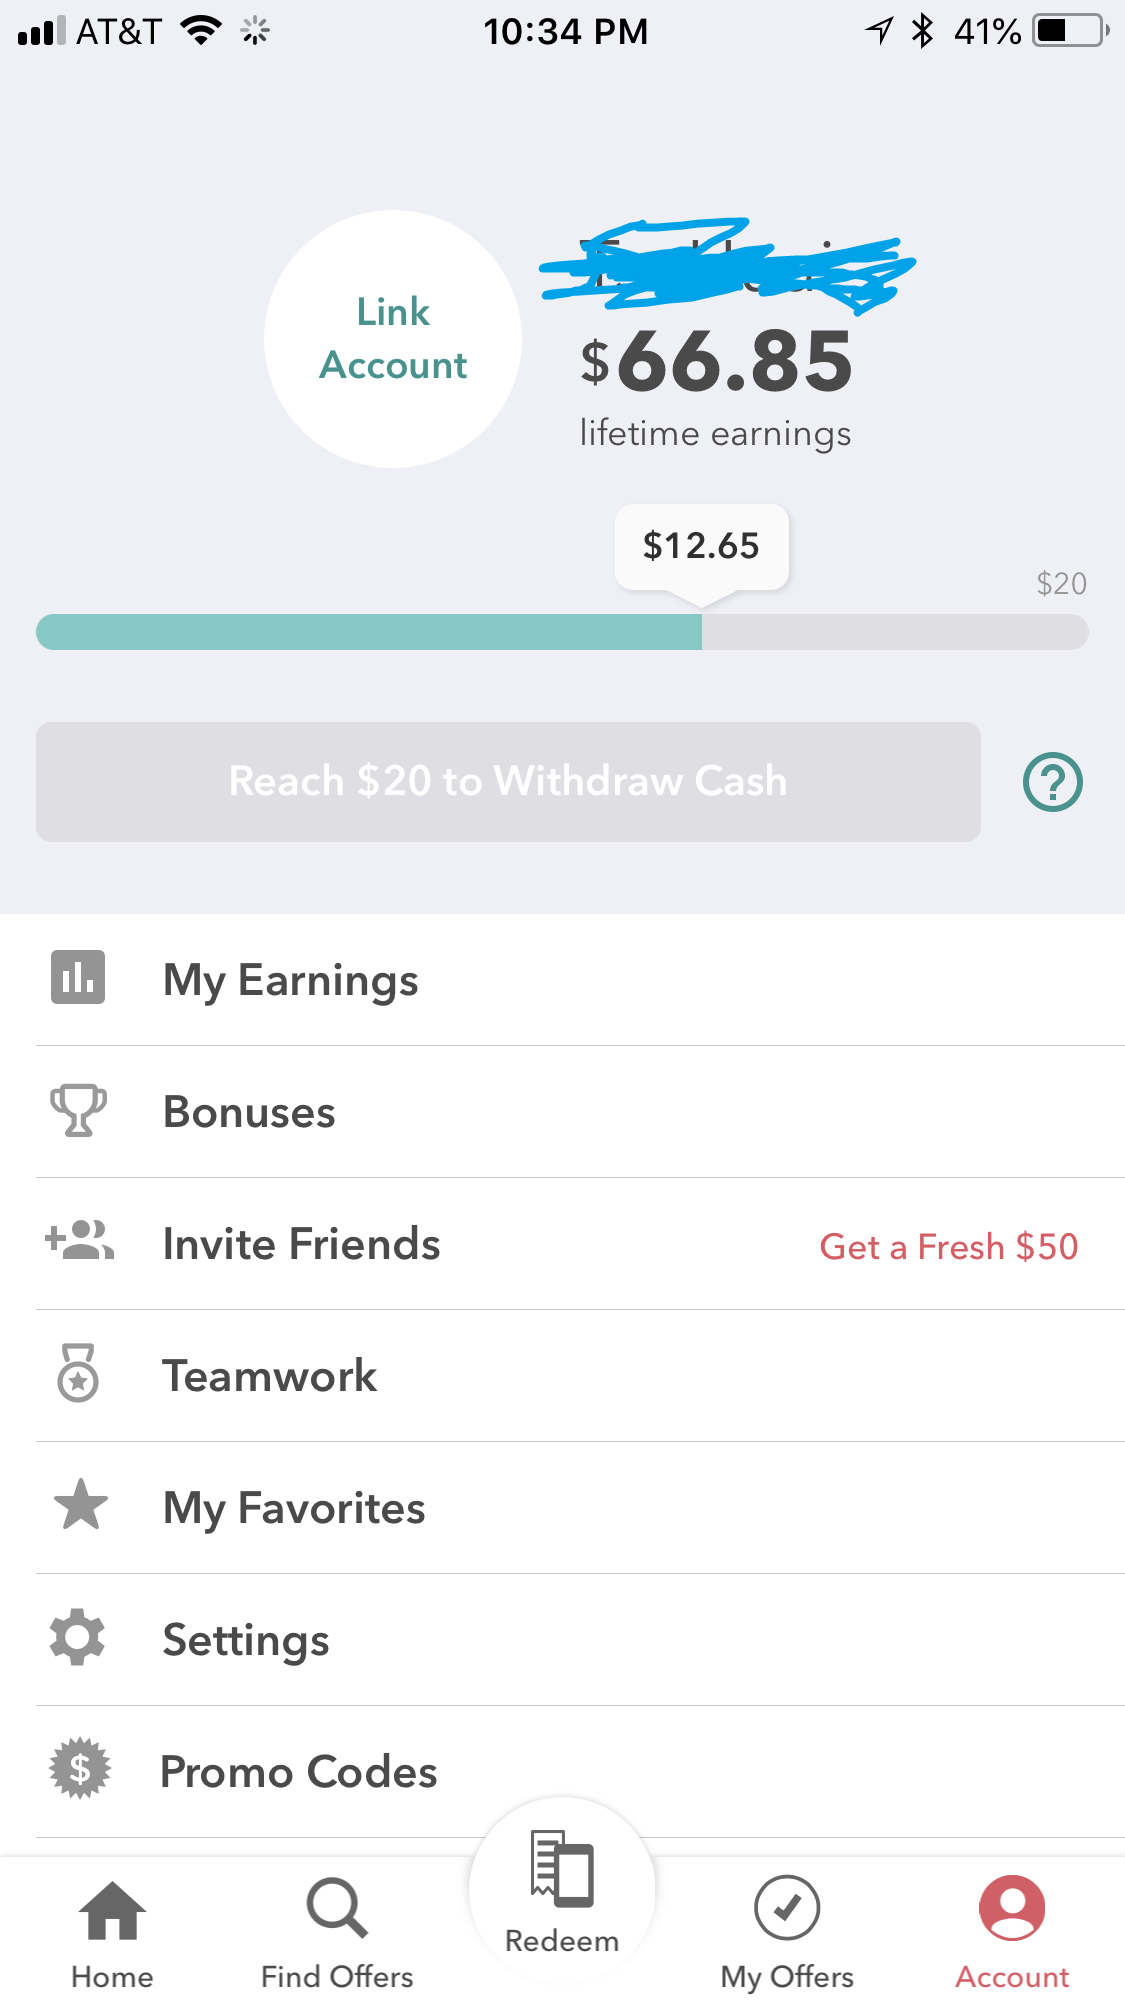 AT&T 10:34 PM 41%
Link
Account
$66.85
lifetime earnings
$12.65
$20
Reach $20 to Withdraw Cash
My Earnings
Bonuses
Invite Friends Get a Fresh $50
Teamwork
My Favorites
Settings
Promo Codes
Redeem
Home Find Offers My Offers Account